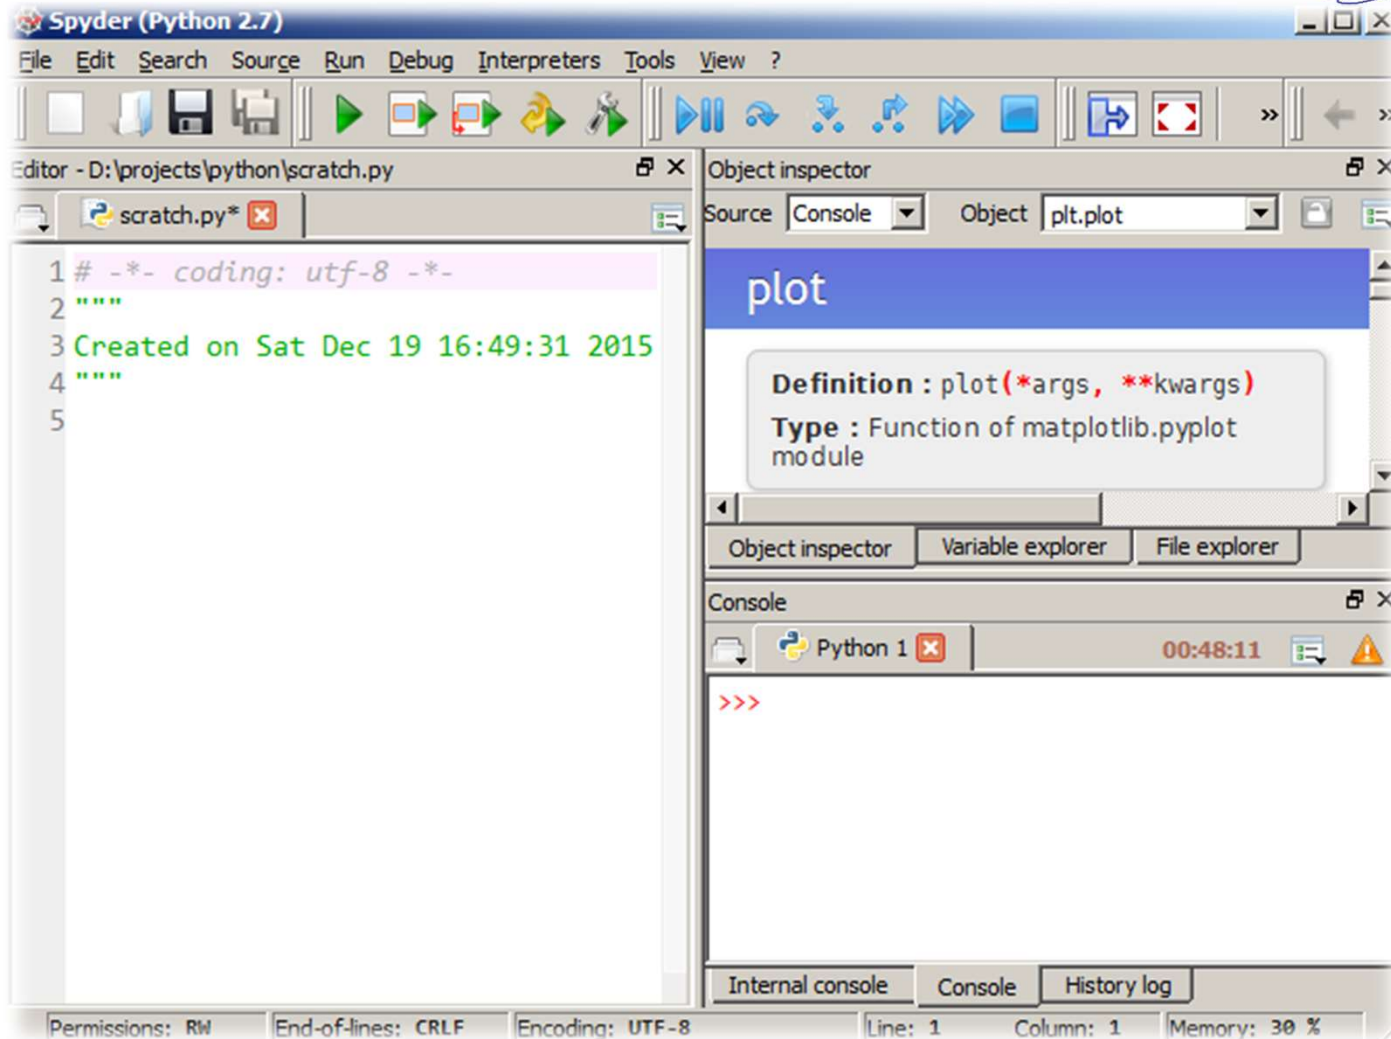 Spyder (Python 2.7)
File Edit Search Source Run Debug Interpreters Tools View ?
Editor - D:\projects\python\scratch.py
scratch.py*
1 # -*- coding: utf-8 -*-
2 """
3 Created on Sat Dec 19 16:49:31 2015
4 """
5
Object inspector
Source Console Object plt.plot
plot
Definition : plot(*args, **kwargs)
Type : Function of matplotlib.pyplot
module
Object inspector Variable explorer File explorer
Console
Python 1 00:48:11
>>>
Internal console Console History log
Permissions: RW End-of-lines: CRLF Encoding: UTF-8 Line: 1 Column: 1 Memory: 30 %